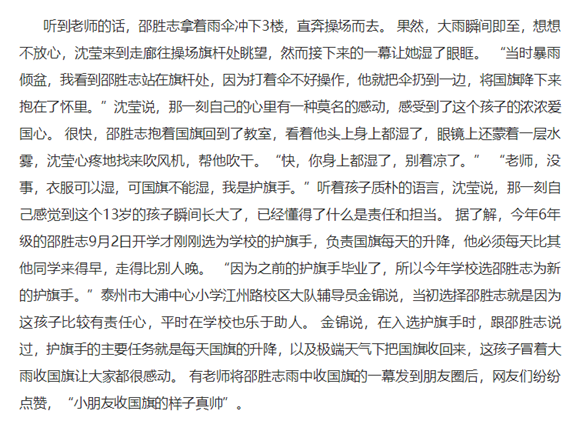 听到老师的话，邵胜志拿着雨伞冲下3楼，直奔操场而去。 果然，大雨瞬间即至，想想
不放心，沈莹来到走廊往操场旗杆处眺望，然而接下来的一幕让她湿了眼眶。 “当时暴雨
倾盆，我看到邵胜志站在旗杆处，因为打着伞不好操作，他就把伞扔到一边，将国旗降下来
抱在了怀里。”沈莹说，那一刻自己的心里有一种莫名的感动，感受到了这个孩子的浓浓爱
国心。 很快，邵胜志抱着国旗回到了教室，看着他头上身上都湿了，眼镜上还蒙着一层水
雾，沈莹心疼地找来吹风机，帮他吹干。“快，你身上都湿了，别着凉了。” “老师，没
事，衣服可以湿，可国旗不能湿，我是护旗手。”听着孩子质朴的语言，沈莹说，那一刻自
己感觉到这个13岁的孩子瞬间长大了，已经懂得了什么是责任和担当。 据了解，今年6年
级的邵胜志9月2日开学才刚刚选为学校的护旗手，负责国旗每天的升降，他必须每天比其
他同学来得早，走得比别人晚。 “因为之前的护旗手毕业了，所以今年学校选邵胜志为新
的护旗手。”泰州市大浦中心小学江州路校区大队辅导员金锦说，当初选择邵胜志就是因为
这孩子比较有责任心，平时在学校也乐于助人。 金锦说，在入选护旗手时，跟邵胜志说
过，护旗手的主要任务就是每天国旗的升降，以及极端天气下把国旗收回来，这孩子冒着大
雨收国旗让大家都很感动。 有老师将邵胜志雨中收国旗的一幕发到朋友圈后，网友们纷纷
点赞，“小朋友收国旗的样子真帅”。